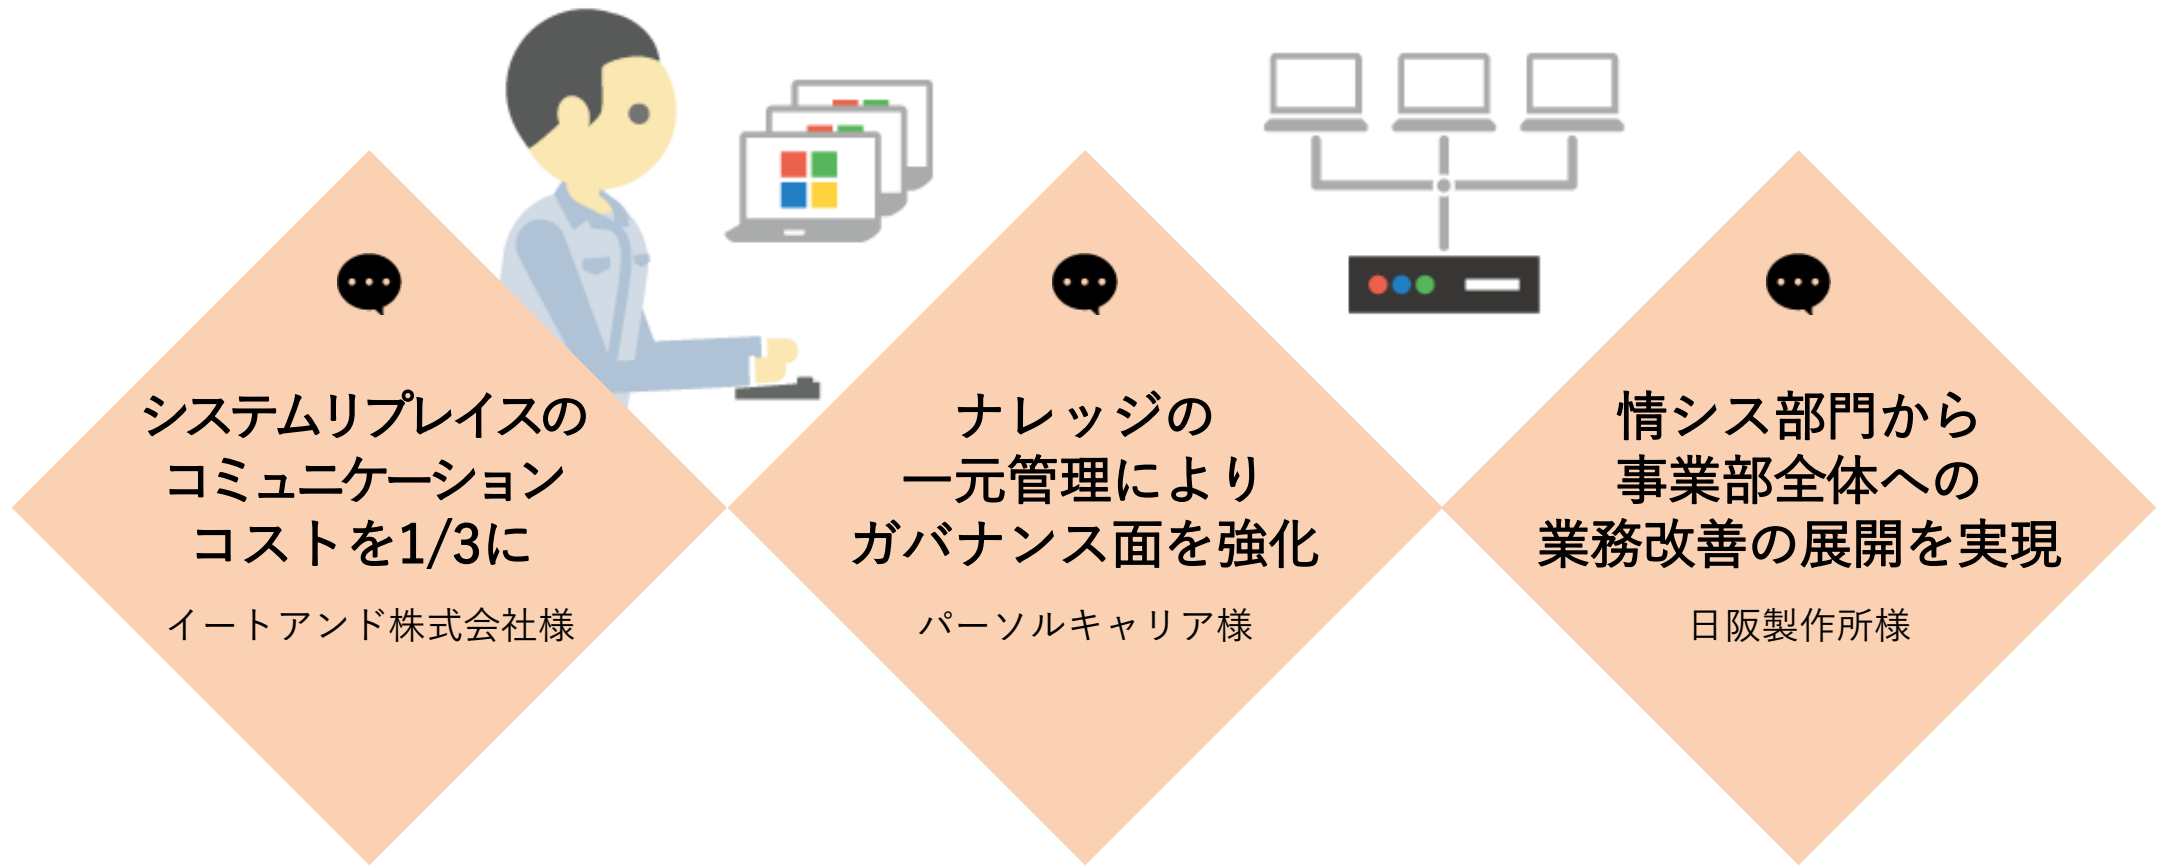 システムリプレイスの
コミュニケーション
コストを1/3に
イートアンド株式会社様
ナレッジの
一元管理により
ガバナンス面を強化
パーソルキャリア様
情シス部門から
事業部全体への
業務改善の展開を実現
日阪製作所様